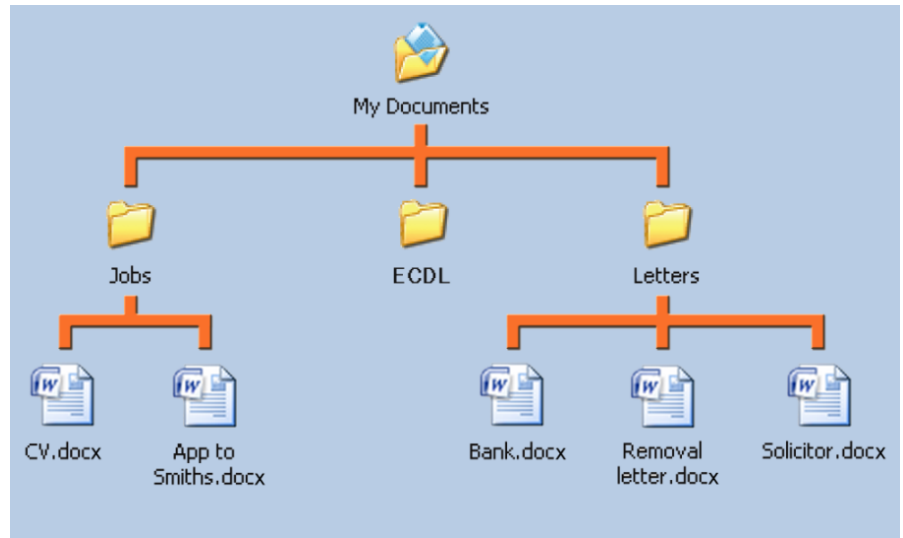 My Documents
Jobs
ECDL
Letters
CV.docx
App to
Smiths.docx
Bank.docx
Removal
letter.docx
Solicitor.docx